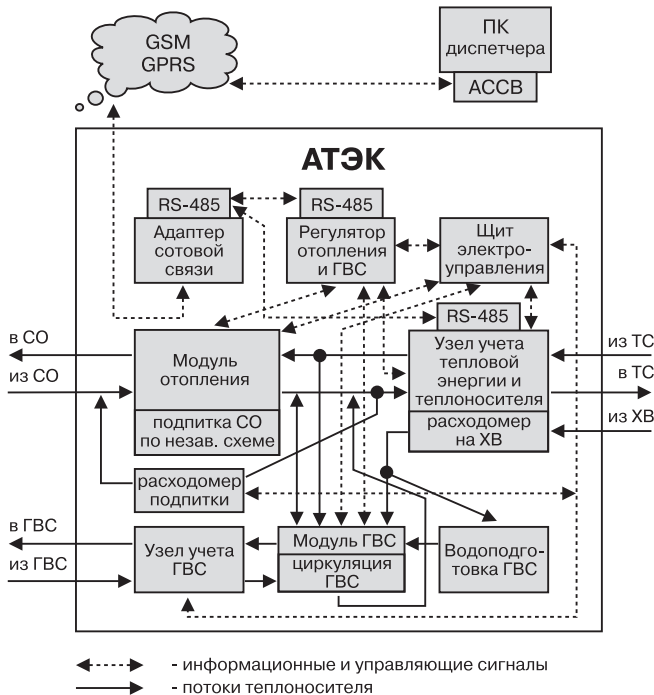 GSM
GPRS
ПК
диспетчера
АССВ
АТЭК
RS-485
Адаптер
сотовой
связи
RS-485
Регулятор
отопления
и ГВС
Щит
электро-
управления
RS-485
Узел учета
тепловой
энергии и
теплоносителя
расходомер
на ХВ
в СО
из СО
Модуль
отопления
подпитка СО
по незав. схеме
из ТС
в ТС
из ХВ
расходомер
подпитки
в ГВС
из ГВС
Узел учета
ГВС
Модуль ГВС
циркуляция
ГВС
Водоподго-
товка ГВС
- информационные и управляющие сигналы
- потоки теплоносителя